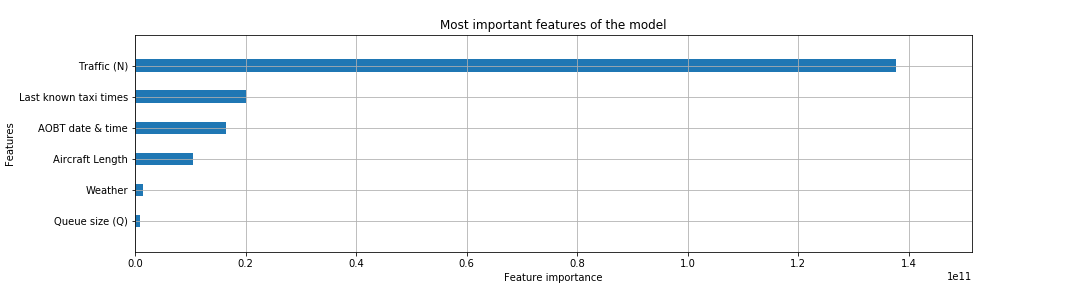 Most important features of the model
Features
Traffic (N)
Last known taxi times
AOBT date & time
Aircraft Length
Weather
Queue size (Q)
0.0 0.2 0.4 0.6 0.8 1.0 1.2 1.4
1e11
Feature importance